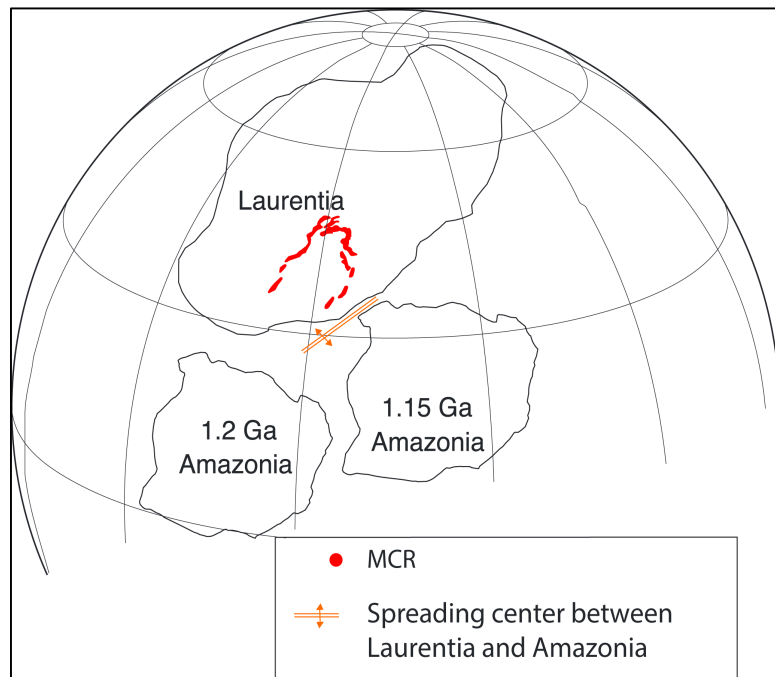 Laurentia
1.2 Ga
Amazonia
1.15 Ga
Amazonia
MCR
Spreading center between
Laurentia and Amazonia